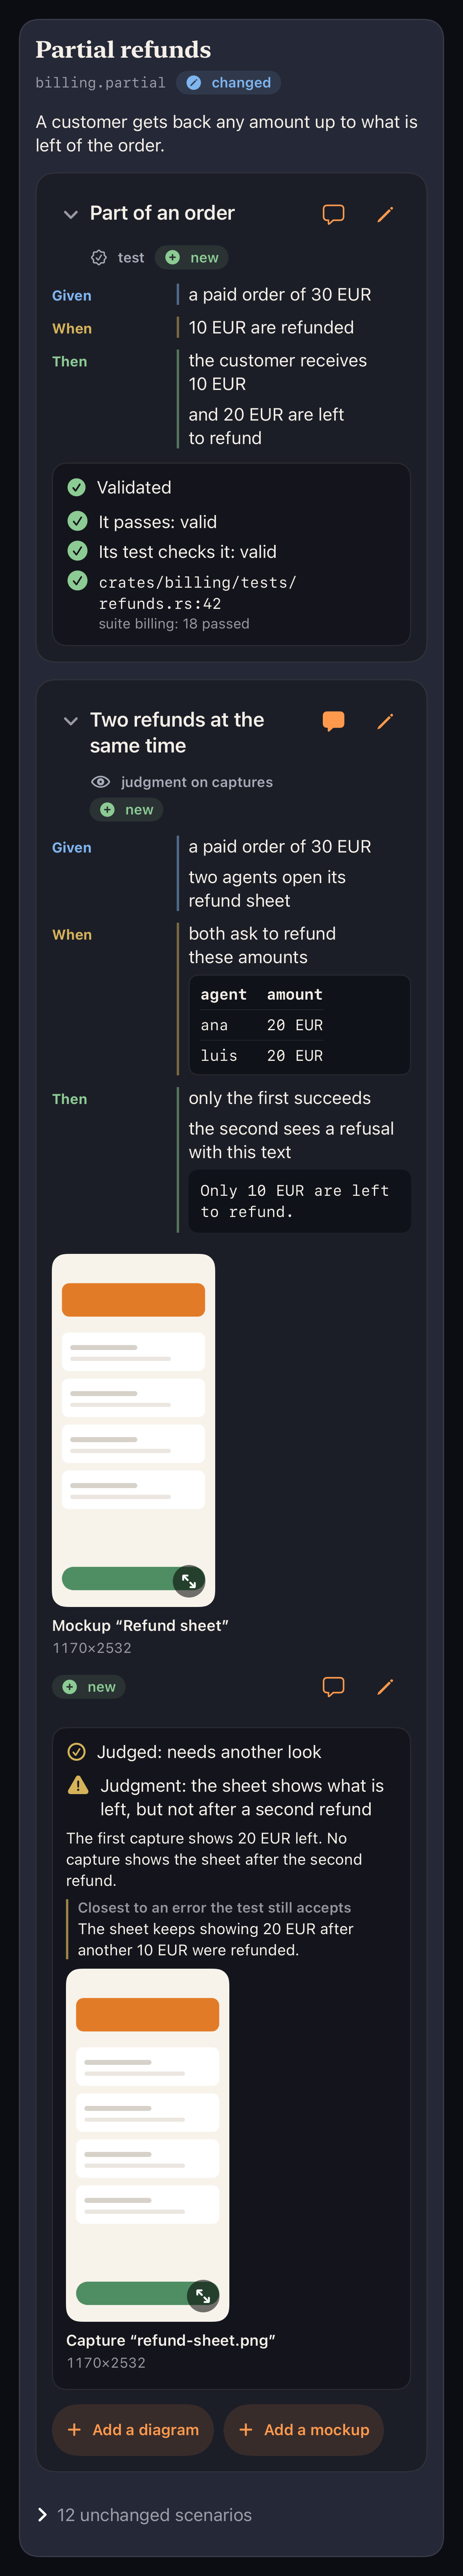 Partial refunds
billing.partial changed
A customer gets back any amount up to what is
left of the order.
Part of an order
test new
Given a paid order of 30 EUR
When 10 EUR are refunded
Then the customer receives
10 EUR
and 20 EUR are left
to refund
Validated
It passes: valid
Its test checks it: valid
crates/billing/tests/
refunds.rs:42
suite billing: 18 passed
Two refunds at the
same time
judgment on captures
new
Given a paid order of 30 EUR
two agents open its
refund sheet
When both ask to refund
these amounts
agent amount
ana 20 EUR
luis 20 EUR
Then only the first succeeds
the second sees a refusal
with this text
Only 10 EUR are left
to refund.
Mockup “Refund sheet”
1170×2532
new
Judged: needs another look
Judgment: the sheet shows what is
left, but not after a second refund
The first capture shows 20 EUR left. No
capture shows the sheet after the second
refund.
Closest to an error the test still accepts
The sheet keeps showing 20 EUR after
another 10 EUR were refunded.
Capture “refund-sheet.png”
1170×2532
Add a diagram Add a mockup
12 unchanged scenarios